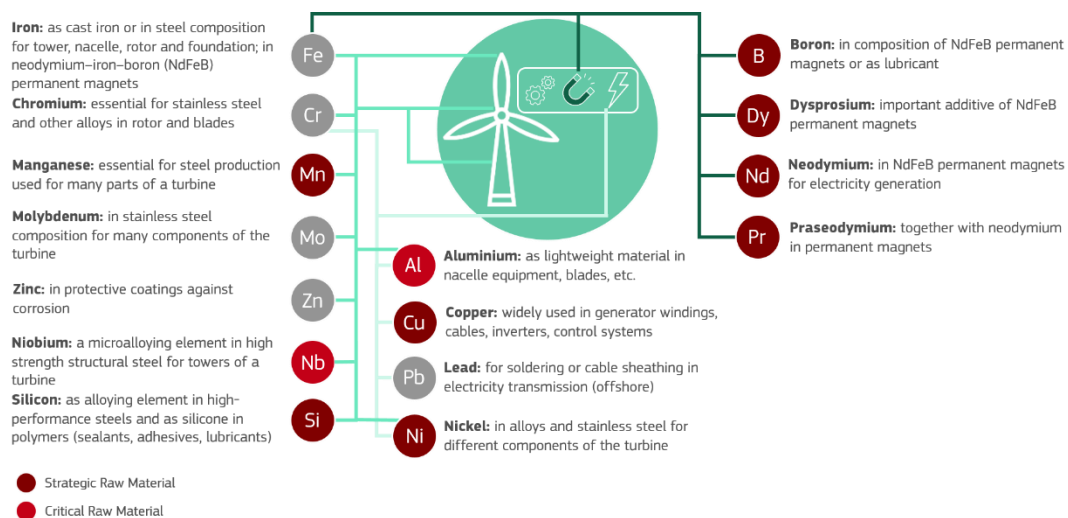 Iron: as cast iron or in steel composition
for tower, nacelle, rotor and foundation; in
neodymium–iron–boron (NdFeB)
permanent magnets
Fe
Chromium: essential for stainless steel
and other alloys in rotor and blades
Cr
Manganese: essential for steel production
used for many parts of a turbine
Mn
Molybdenum: in stainless steel
composition for many components of the
turbine
Mo
Zinc: in protective coatings against
corrosion
Zn
Niobium: a microalloying element in high
strength structural steel for towers of a
turbine
Nb
Silicon: as alloying element in high-
performance steels and as silicone in
polymers (sealants, adhesives, lubricants)
Si
Al
Aluminium: as lightweight material in
nacelle equipment, blades, etc.
Cu
Copper: widely used in generator windings,
cables, inverters, control systems
Pb
Lead: for soldering or cable sheathing in
electricity transmission (offshore)
Ni
Nickel: in alloys and stainless steel for
different components of the turbine
B
Boron: in composition of NdFeB permanent
magnets or as lubricant
Dy
Dysprosium: important additive of NdFeB
permanent magnets
Nd
Neodymium: in NdFeB permanent magnets
for electricity generation
Pr
Praseodymium: together with neodymium
in permanent magnets
Strategic Raw Material
Critical Raw Material